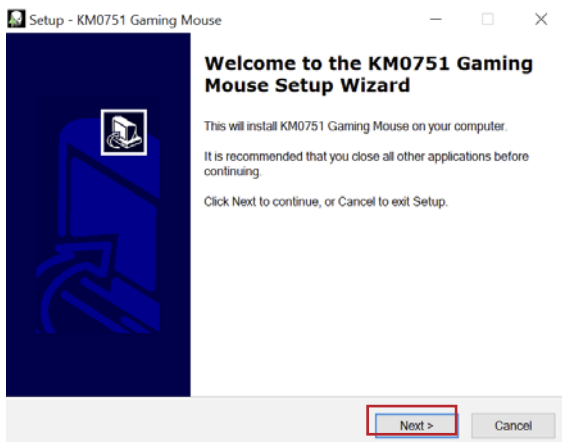 Setup - KM0751 Gaming Mouse
Welcome to the KM0751 Gaming
Mouse Setup Wizard
This will install KM0751 Gaming Mouse on your computer.
It is recommended that you close all other applications before
continuing.
Click Next to continue, or Cancel to exit Setup.
Next >
Cancel